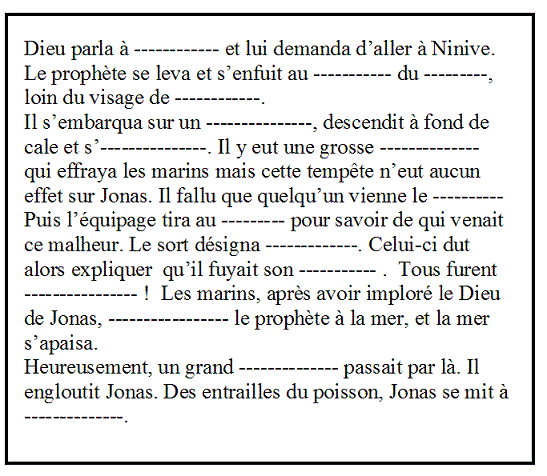 Dieu parla à ------------ et lui demanda d’aller à Ninive.
Le prophète se leva et s’enfuit au ----------- du ---------,
loin du visage de ------------.
Il s’embarqua sur un ---------------, descendit à fond de
cale et s’---------------. Il y eut une grosse --------------
qui effraya les marins mais cette tempête n’eut aucun
effet sur Jonas. Il fallu que quelqu’un vienne le ----------
Puis l’équipage tira au --------- pour savoir de qui venait
ce malheur. Le sort désigna -------------. Celui-ci dut
alors expliquer  qu’il fuyait son ----------- .  Tous furent
---------------- !  Les marins, après avoir imploré le Dieu
de Jonas, ----------------- le prophète à la mer, et la mer
s’apaisa.
Heureusement, un grand -------------- passait par là. Il
engloutit Jonas. Des entrailles du poisson, Jonas se mit à
--------------.